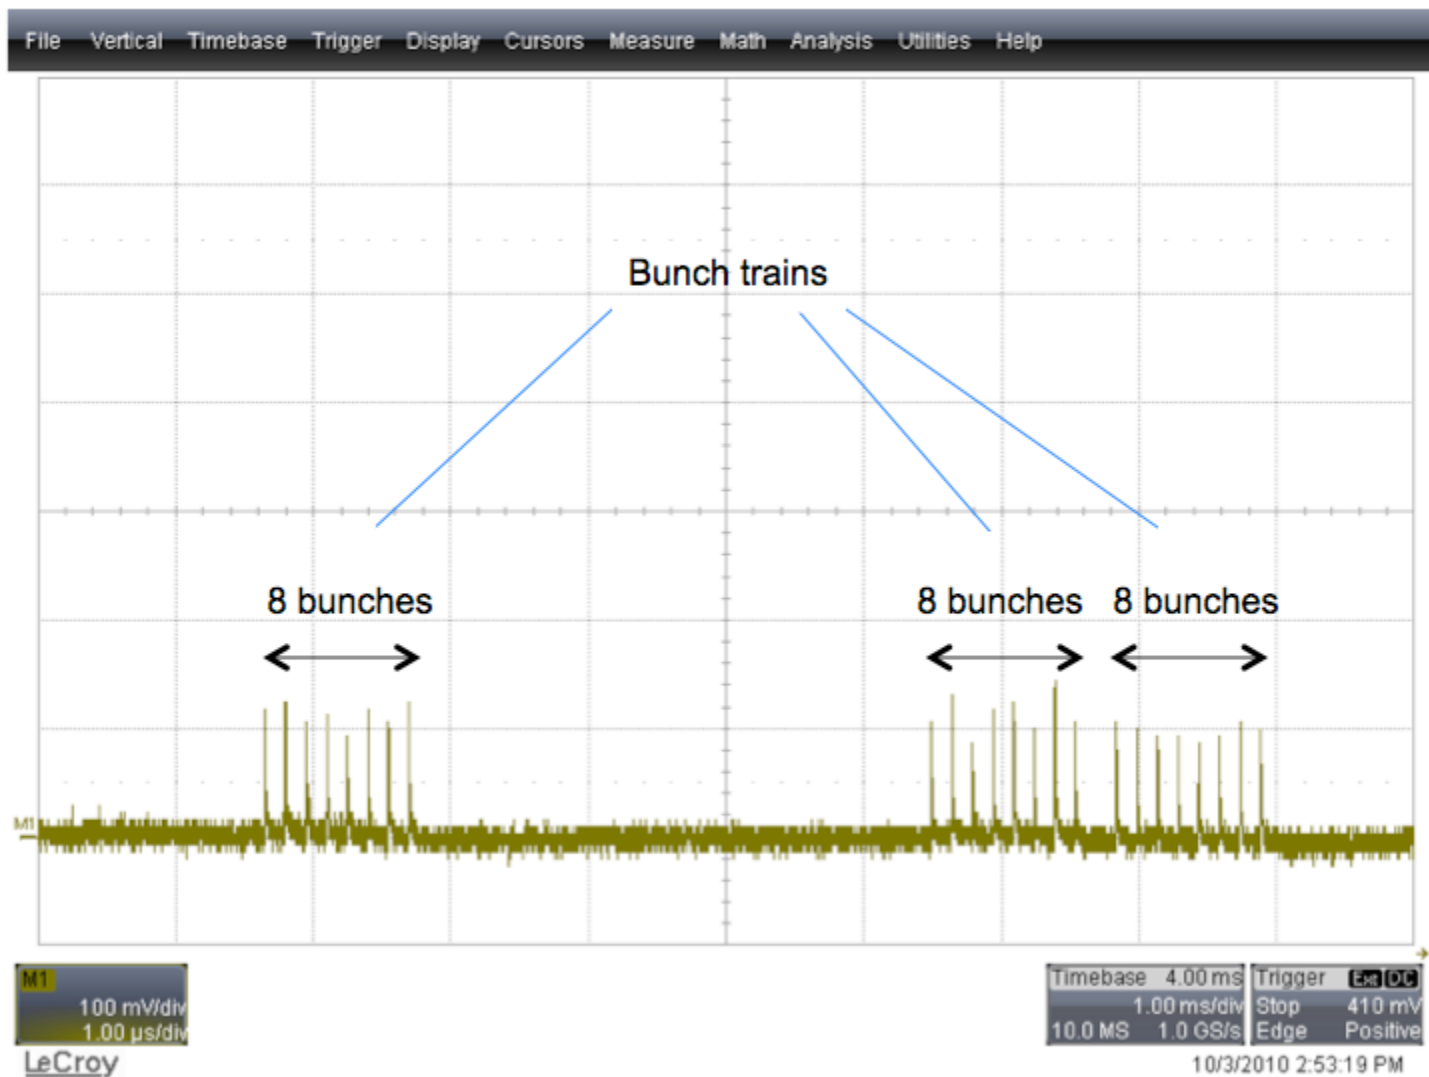 File Vertical Timebase Trigger Display Cursors Measure Math Analysis Utilities Help
Bunch trains
8 bunches 8 bunches 8 bunches
M1
M1
100 mV/div
1.00 µs/div
Timebase 4.00 ms
1.00 ms/div
10.0 MS 1.0 GS/s
Trigger Ext DC
Stop 410 mV
Edge Positive
LeCroy
10/3/2010 2:53:19 PM